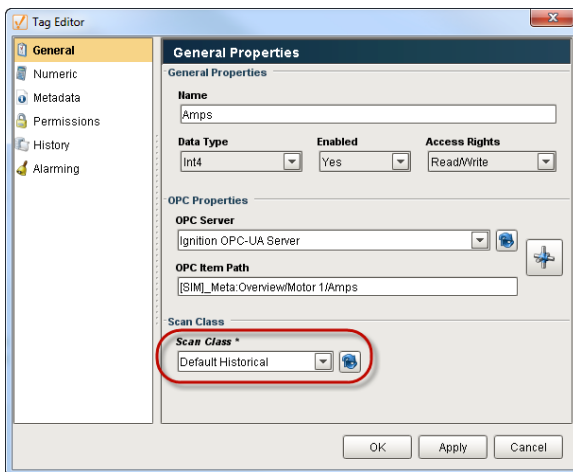 Tag Editor
General
Numeric
Metadata
Permissions
History
Alarming
General Properties
General Properties
Name
Amps
Data Type Enabled Access Rights
Int4 Yes Read/Write
OPC Properties
OPC Server
Ignition OPC-UA Server
OPC Item Path
[SIM]_Meta:Overview/Motor 1/Amps
Scan Class
Scan Class *
Default Historical
OK Apply Cancel